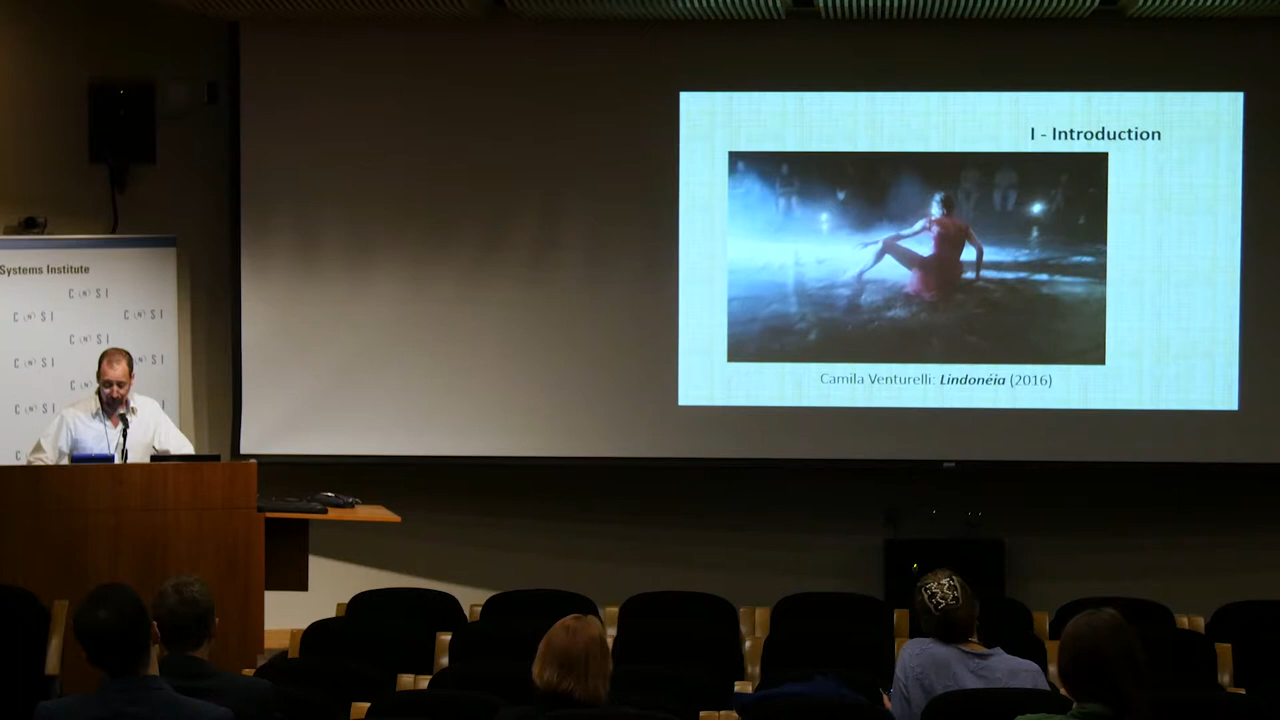 Systems Institute
C (N) S I
C (N) S I
C (N) S I
C (N) S I
C (N) S I
S I
C (N)
C (N) S I
I - Introduction
Camila Venturelli: Lindonéia (2016)